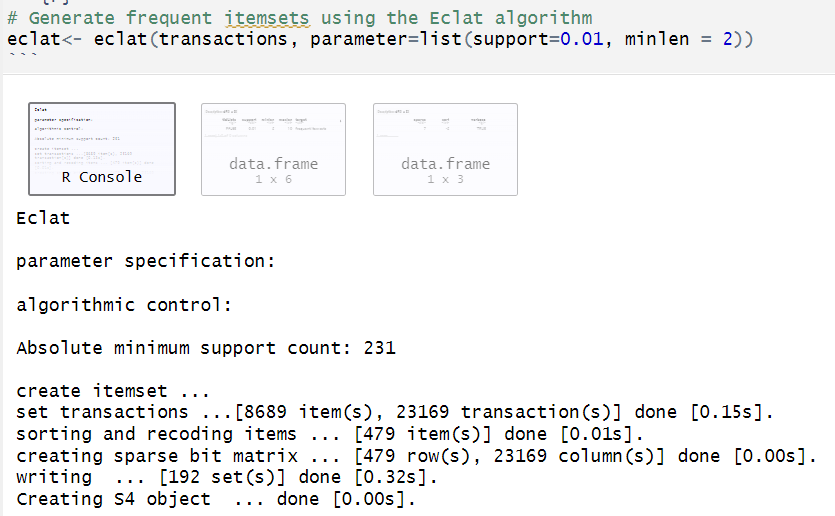 # Generate frequent itemsets using the Eclat algorithm
eclat<- eclat(transactions, parameter=list(support=0.01, minlen = 2))
```
R Console
data.frame
1 x 6
data.frame
1 x 3
Eclat
parameter specification:
algorithmic control:
Absolute minimum support count: 231
create itemset ...
set transactions ...[8689 item(s), 23169 transaction(s)] done [0.15s].
sorting and recoding items ... [479 item(s)] done [0.01s].
creating sparse bit matrix ... [479 row(s), 23169 column(s)] done [0.00s].
writing  ... [192 set(s)] done [0.32s].
Creating S4 object  ... done [0.00s].